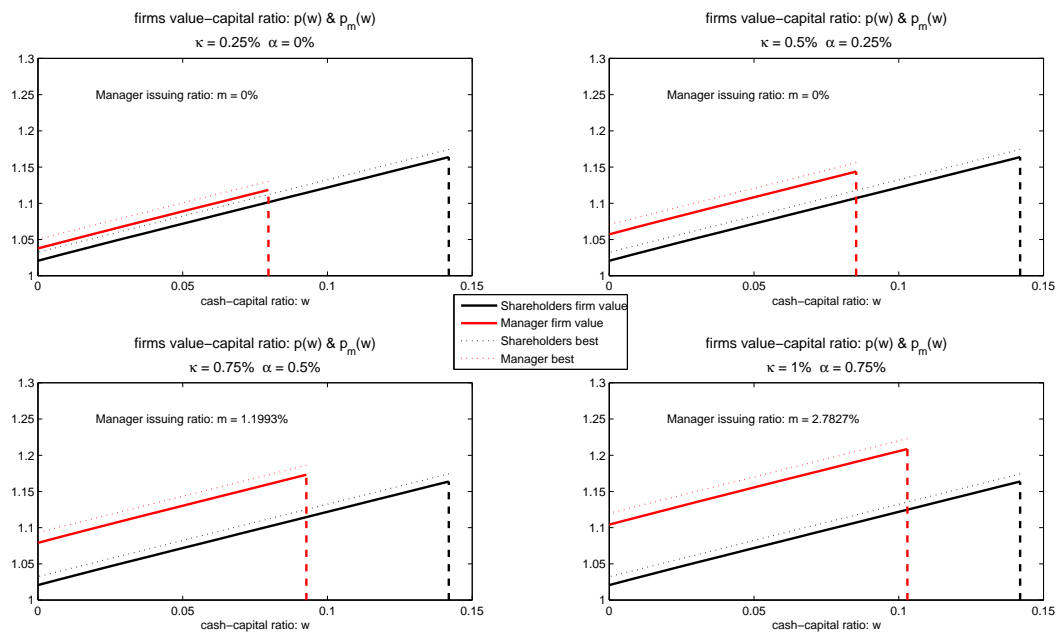 firms value−capital ratio: p(w) & p_m(w)
κ = 0.25%  α = 0%
1.3
1.25
1.2
1.15
1.1
1.05
1
Manager issuing ratio: m = 0%
0
0.05
0.1
0.15
cash−capital ratio: w
firms value−capital ratio: p(w) & p_m(w)
κ = 0.5%  α = 0.25%
1.3
1.25
1.2
1.15
1.1
1.05
1
Manager issuing ratio: m = 0%
0
0.05
0.1
0.15
cash−capital ratio: w
Shareholders firm value
Manager firm value
Shareholders best
Manager best
firms value−capital ratio: p(w) & p_m(w)
κ = 0.75%  α = 0.5%
1.3
1.25
1.2
1.15
1.1
1.05
1
Manager issuing ratio: m = 1.1993%
0
0.05
0.1
0.15
cash−capital ratio: w
firms value−capital ratio: p(w) & p_m(w)
κ = 1%  α = 0.75%
1.3
1.25
1.2
1.15
1.1
1.05
1
Manager issuing ratio: m = 2.7827%
0
0.05
0.1
0.15
cash−capital ratio: w